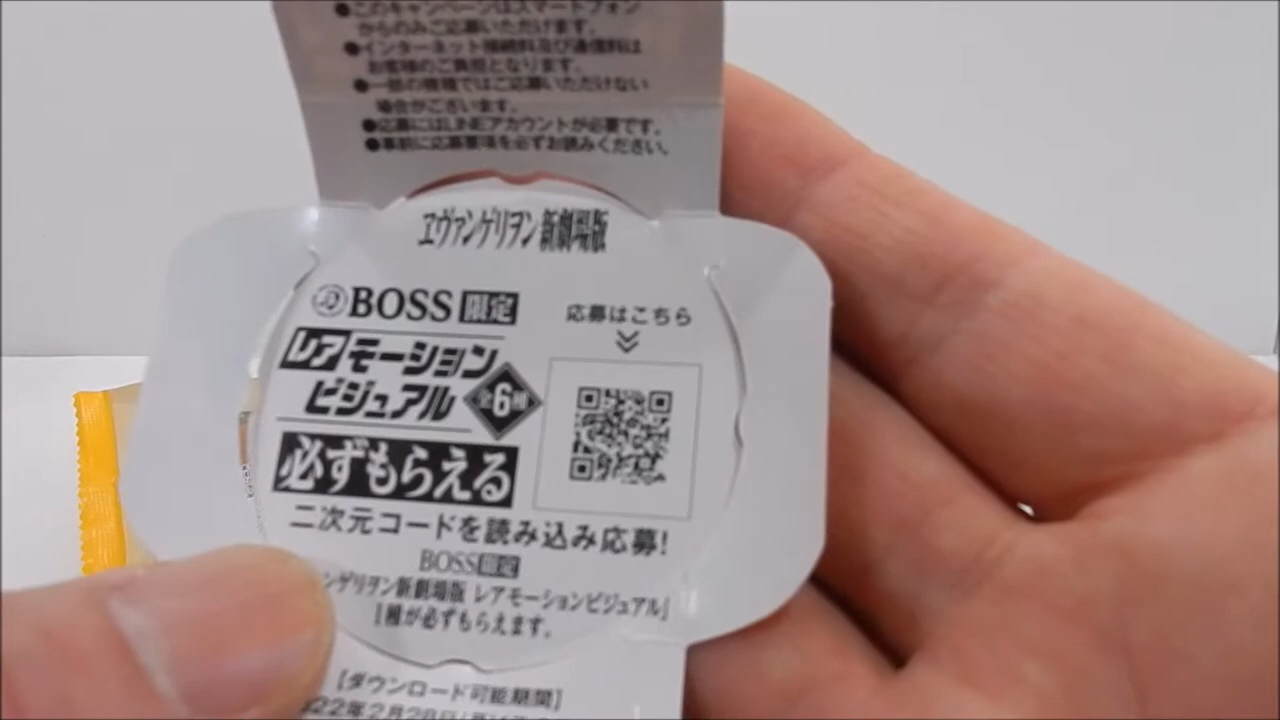 ●このキャンペーンはスマートフォン
からのみご応募いただけます。
●インターネット接続料及び通信料は
お客様のご負担となります。
●一部の機種ではご応募いただけない
場合がございます。
●応募にはLINEアカウントが必要です。
●事前に応募要項を必ずお読みください。
ヱヴァンゲリヲン新劇場版
BOSS 限定
レアモーション
ビジュアル
全6種
必ずもらえる
応募はこちら
二次元コードを読み込み応募!
BOSS限定
ンゲリヲン新劇場版 レアモーションビジュアル」
1種が必ずもらえます。
[ダウンロード可能期間]
22年2月28日